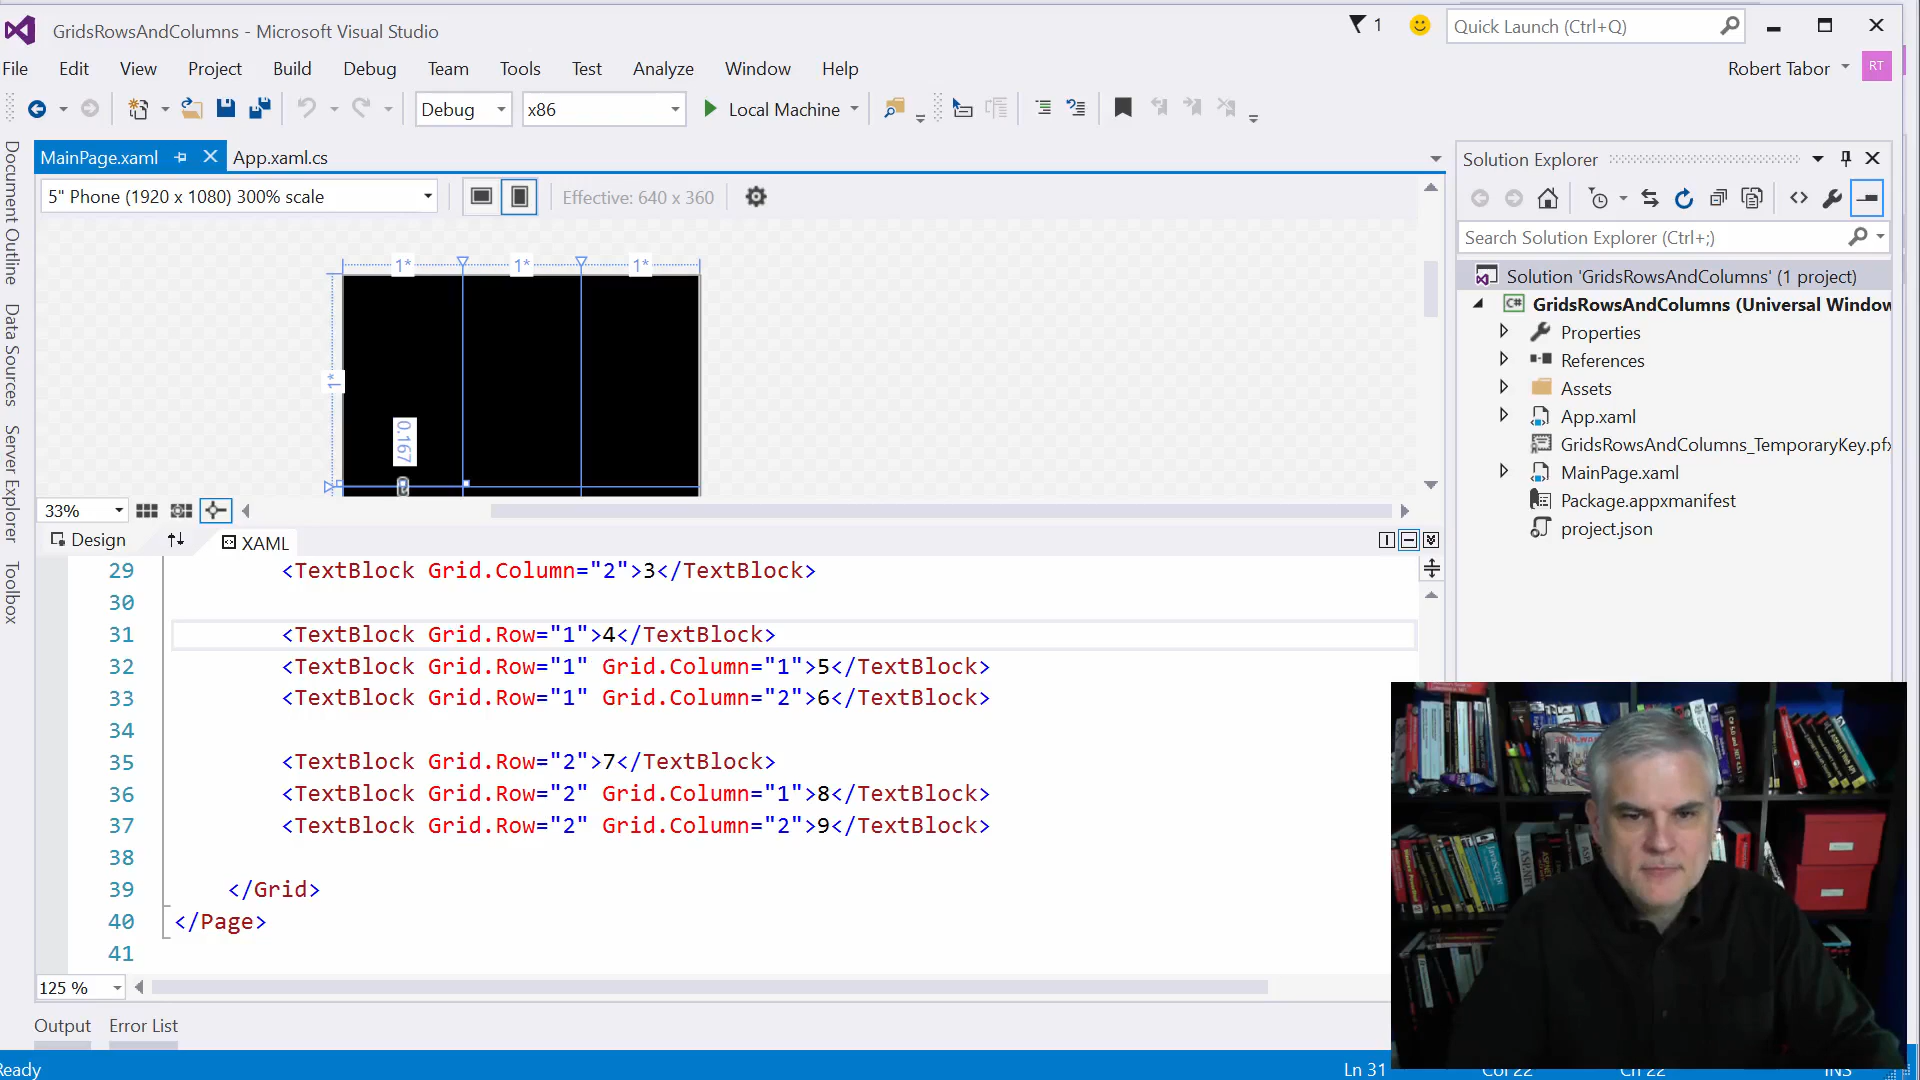 GridsRowsAndColumns - Microsoft Visual Studio
1
Quick Launch (Ctrl+Q)
File Edit View Project Build Debug Team Tools Test Analyze Window Help
Robert Tabor
RT
Debug
x86
Local Machine
MainPage.xaml
App.xaml.cs
5" Phone (1920 x 1080) 300% scale
Effective: 640 x 360
Document Outline
Data Sources
Server Explorer
Toolbox
1*
1*
1*
1*
0.167
33%
Design
XAML
29 <TextBlock Grid.Column="2">3</TextBlock>
30
31 <TextBlock Grid.Row="1">4</TextBlock>
32 <TextBlock Grid.Row="1" Grid.Column="1">5</TextBlock>
33 <TextBlock Grid.Row="1" Grid.Column="2">6</TextBlock>
34
35 <TextBlock Grid.Row="2">7</TextBlock>
36 <TextBlock Grid.Row="2" Grid.Column="1">8</TextBlock>
37 <TextBlock Grid.Row="2" Grid.Column="2">9</TextBlock>
38
39 </Grid>
40 </Page>
41
125 %
Output Error List
Solution Explorer
Search Solution Explorer (Ctrl+;)
Solution 'GridsRowsAndColumns' (1 project)
C# GridsRowsAndColumns (Universal Window
Properties
References
Assets
App.xaml
GridsRowsAndColumns_TemporaryKey.pfx
MainPage.xaml
Package.appxmanifest
project.json
Ready
Ln 31
Col 22
Ch 22
INS